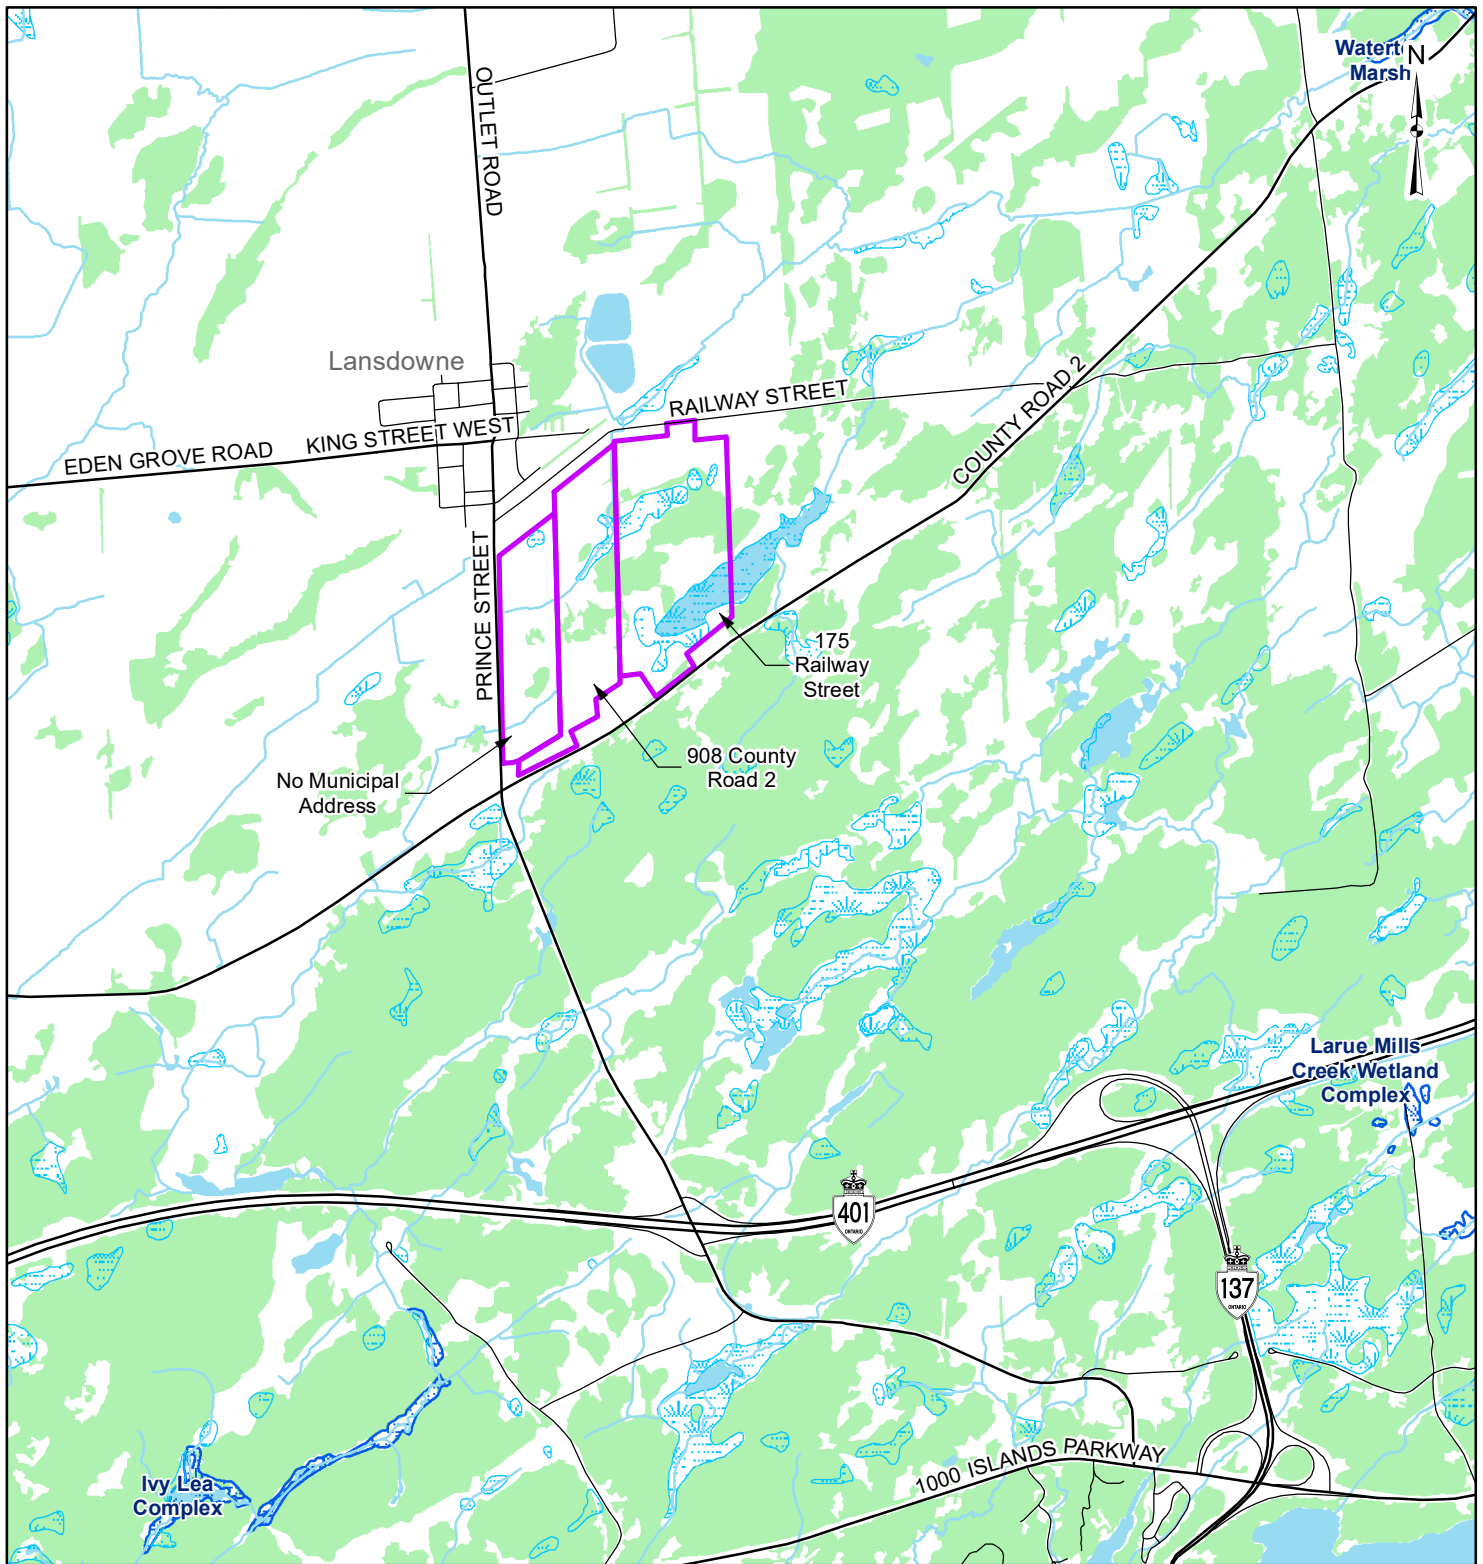 Watert
Marsh
N
OUTLET ROAD
Lansdowne
RAILWAY STREET
COUNTY ROAD 2
EDEN GROVE ROAD
KING STREET WEST
PRINCE STREET
175
Railway
Street
908 County
Road 2
No Municipal
Address
Larue Mills
Creek Wetland
Complex
401
ONTARIO
137
ONTARIO
1000 ISLANDS PARKWAY
Ivy Lea
Complex